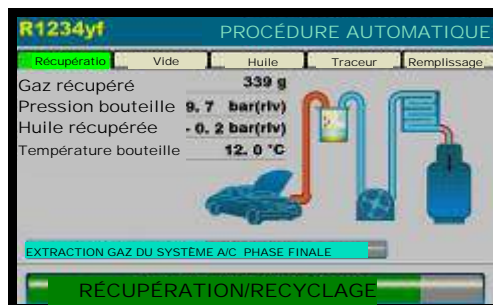 R1234yf PROCÉDURE AUTOMATIQUE
Récupératio Vide Huile Traceur Remplissage
Gaz récupéré 339 g
Pression bouteille 9. 7 bar(rlv)
Huile récupérée - 0. 2 bar(rlv)
Température bouteille 12. 0 °C
EXTRACTION GAZ DU SYSTÈME A/C PHASE FINALE
RÉCUPÉRATION/RECYCLAGE